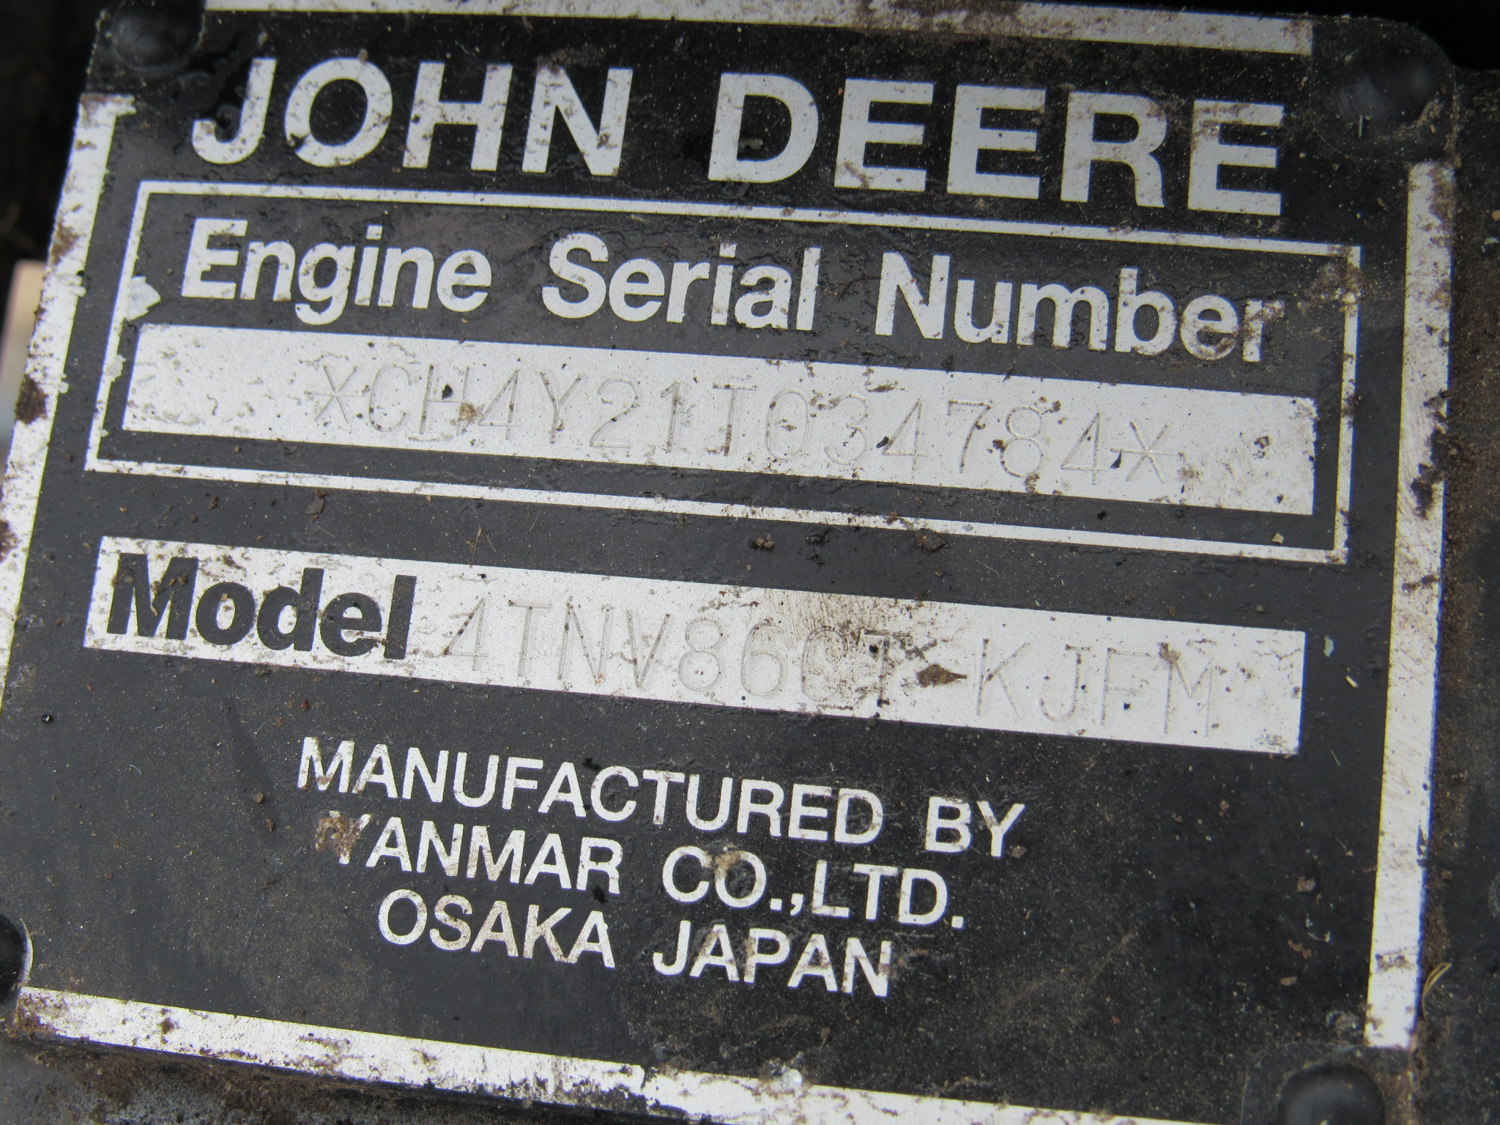 JOHN DEERE
Engine Serial Number
*CH4Y21T034784*
Model 4TNV86CT-KJFM
MANUFACTURED BY
YANMAR CO.,LTD.
OSAKA JAPAN